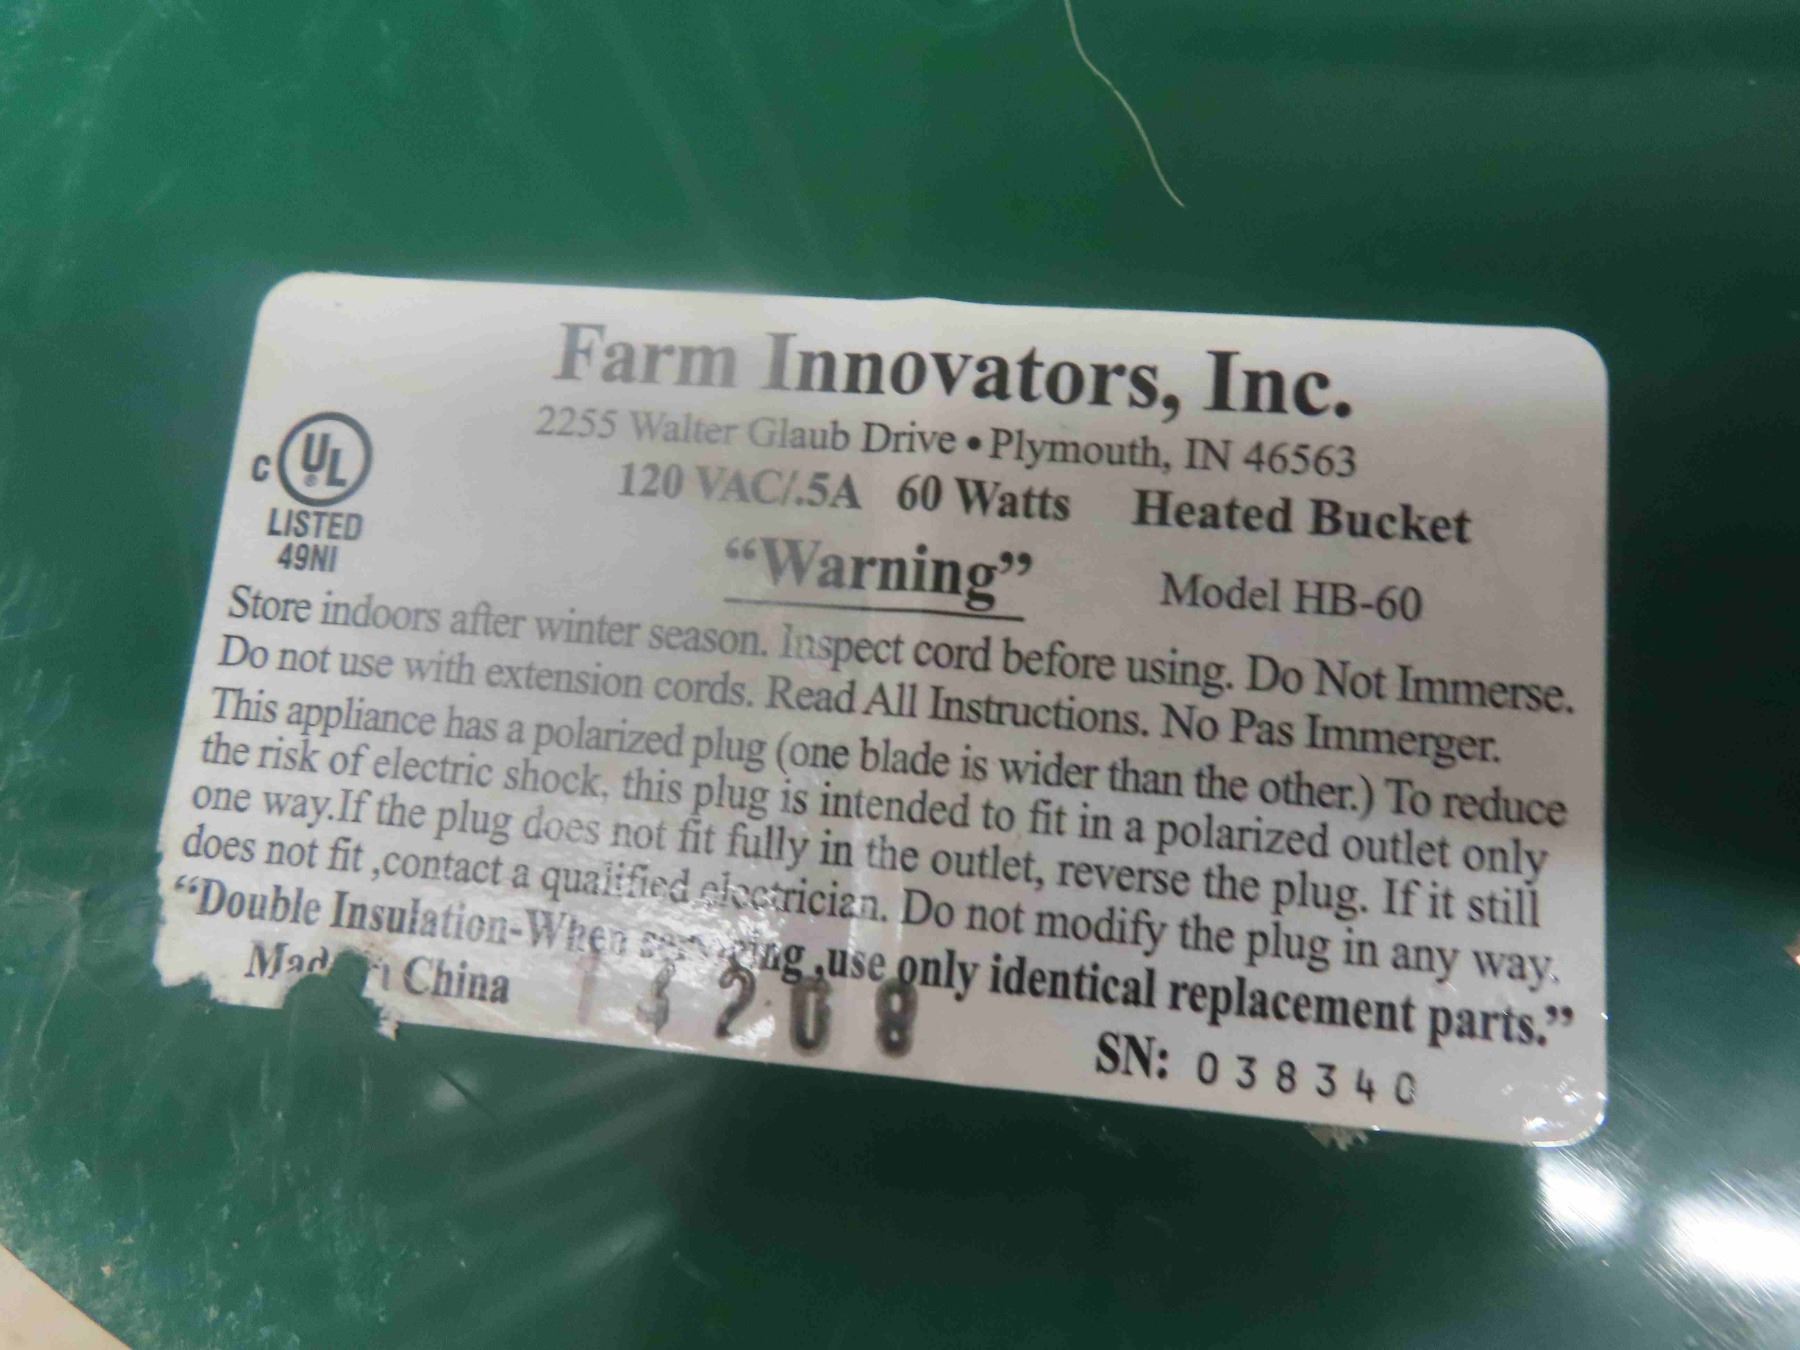 Farm Innovators, Inc.
2255 Walter Glaub Drive • Plymouth, IN 46563
120 VAC/.5A 60 Watts Heated Bucket
C UL ®
LISTED
49NI
"Warning" Model HB-60
Store indoors after winter season. Inspect cord before using. Do Not Immerse.
Do not use with extension cords. Read All Instructions. No Pas Immerger.
This appliance has a polarized plug (one blade is wider than the other.) To reduce
the risk of electric shock, this plug is intended to fit in a polarized outlet only
one way.If the plug does not fit fully in the outlet, reverse the plug. If it still
does not fit ,contact a qualified electrician. Do not modify the plug in any way.
"Double Insulation-When servicing ,use only identical replacement parts."
China
SN: 038340